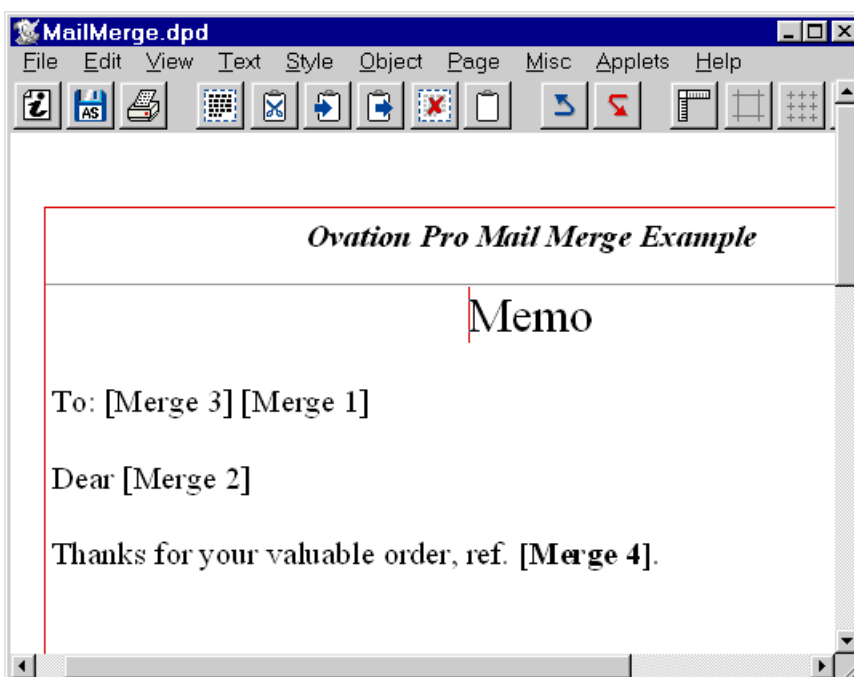 MailMerge.dpd
File Edit View Text Style Object Page Misc Applets Help
i AS
Ovation Pro Mail Merge Example
Memo
To: [Merge 3] [Merge 1]
Dear [Merge 2]
Thanks for your valuable order, ref. [Merge 4].